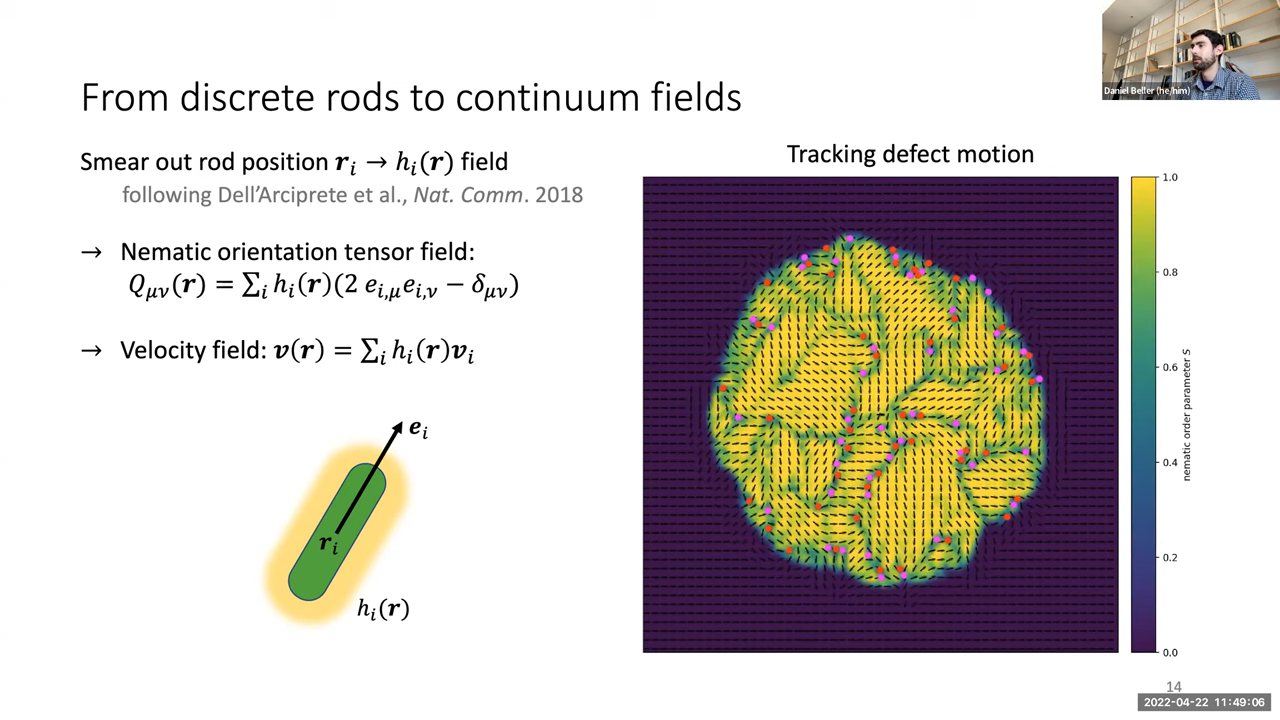 Daniel Beller (he/him)
From discrete rods to continuum fields
Smear out rod position 𝒓ᵢ → ℎᵢ(𝒓) field
following Dell'Arciprete et al., Nat. Comm. 2018
→ Nematic orientation tensor field:
𝑄_{𝜇𝜈}(𝒓) = ∑ᵢ ℎᵢ(𝒓)(2 𝑒_{𝑖,𝜇}𝑒_{𝑖,𝜈} − 𝛿_{𝜇𝜈})
→ Velocity field: 𝒗(𝒓) = ∑ᵢ ℎᵢ(𝒓)𝒗ᵢ
𝒆ᵢ
𝒓ᵢ
ℎᵢ(𝒓)
Tracking defect motion
1.0
0.8
0.6
0.4
0.2
0.0
nematic order parameter S
14
2022-04-22 11:49:06